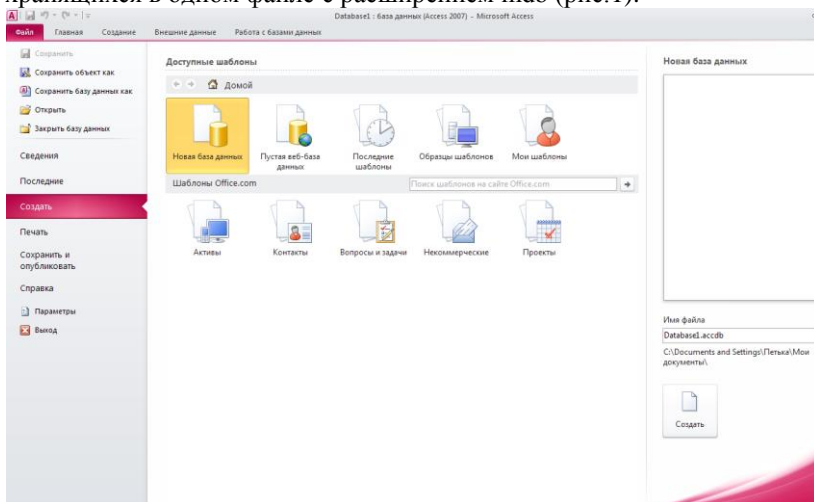 хранящихся в одном файле с расширением mdb (рис.1).
Database1 : база данных (Access 2007) - Microsoft Access
Файл Главная Создание Внешние данные Работа с базами данных
Сохранить
Сохранить объект как
Сохранить базу данных как
Открыть
Закрыть базу данных
Сведения
Последние
Создать
Печать
Сохранить и
опубликовать
Справка
Параметры
Выход
Доступные шаблоны
Домой
Новая база данных
Пустая веб-база
данных
Последние
шаблоны
Образцы шаблонов
Мои шаблоны
Шаблоны Office.com
Поиск шаблонов на сайте Office.com
Активы
Контакты
Вопросы и задачи
Некоммерческие
Проекты
Новая база данных
Имя файла
Database1.accdb
C:\Documents and Settings\Петька\Мои
документы\
Создать